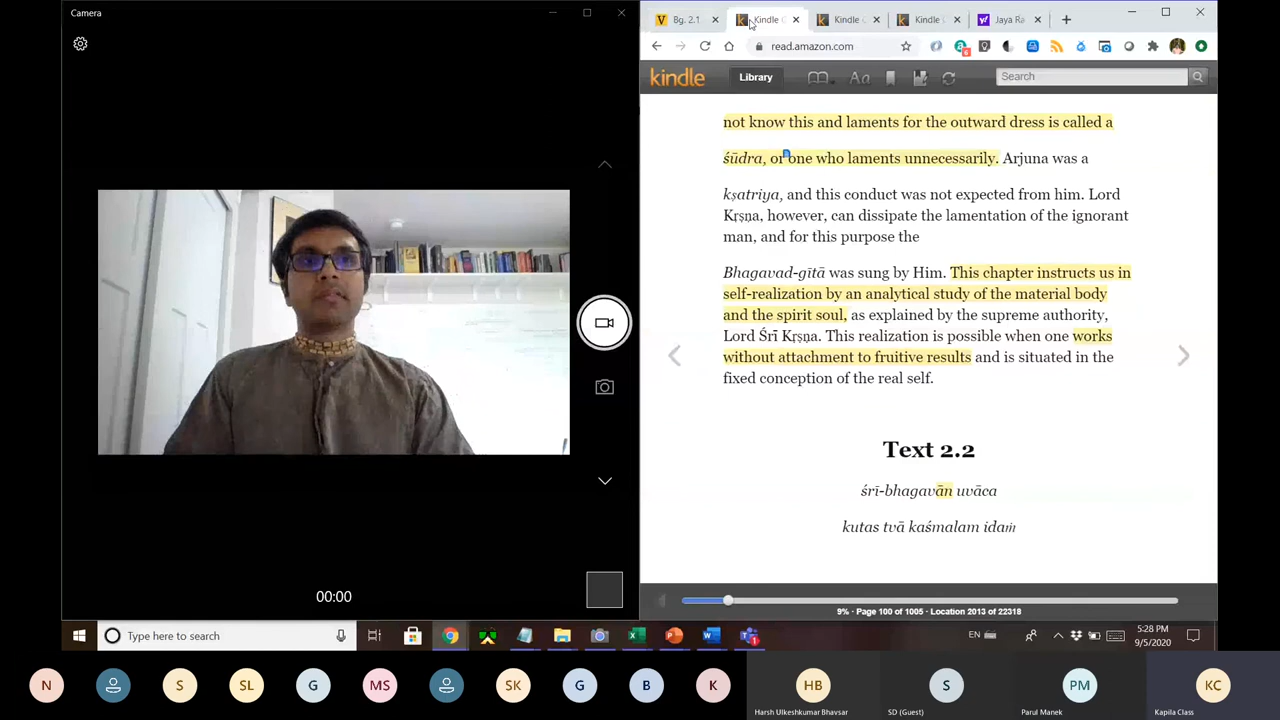 Camera
Bg. 2.1
Kindle
Kindle
Kindle
Jaya Ra
read.amazon.com
kindle
Library
Aa
Search
not know this and laments for the outward dress is called a
śūdra, or one who laments unnecessarily. Arjuna was a
kṣatriya, and this conduct was not expected from him. Lord
Kṛṣṇa, however, can dissipate the lamentation of the ignorant
man, and for this purpose the
Bhagavad-gītā was sung by Him. This chapter instructs us in
self-realization by an analytical study of the material body
and the spirit soul, as explained by the supreme authority,
Lord Śrī Kṛṣṇa. This realization is possible when one works
without attachment to fruitive results and is situated in the
fixed conception of the real self.
Text 2.2
śrī-bhagavān uvāca
kutas tvā kaśmalam idaṁ
00:00
9% · Page 100 of 1005 · Location 2013 of 22318
Type here to search
EN
5:28 PM
9/5/2020
N
S
SL
G
MS
SK
G
B
K
HB
S
PM
KC
Harsh Ulkeshkumar Bhavsar
SD (Guest)
Parul Manek
Kapila Class